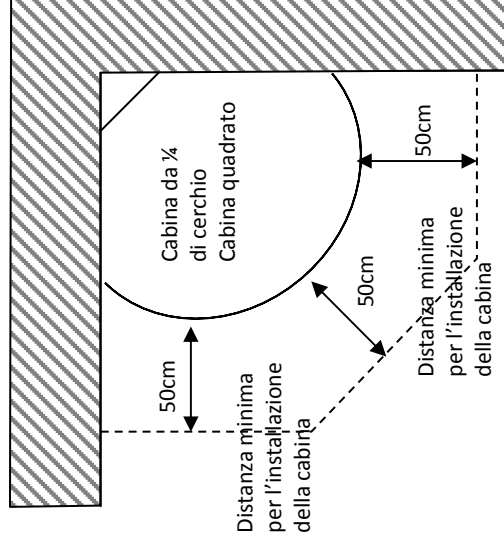 Cabina da ¼
di cerchio
Cabina quadrato
50cm
50cm
50cm
Distanza minima
per l'installazione
della cabina
Distanza minima
per l'installazione
della cabina